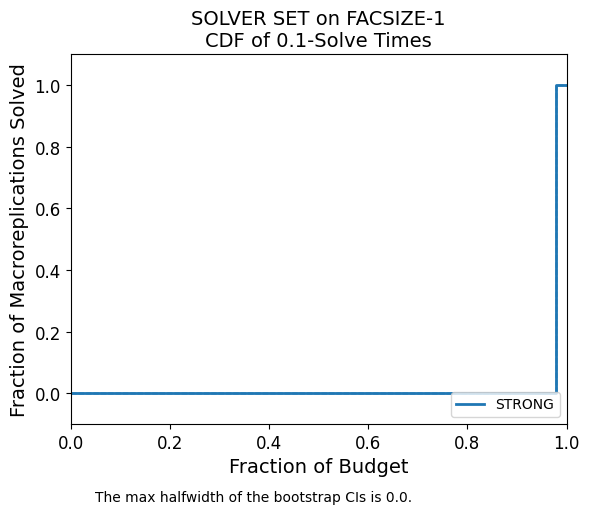 SOLVER SET on FACSIZE-1
CDF of 0.1-Solve Times
Fraction of Macroreplications Solved
1.0
0.8
0.6
0.4
0.2
0.0
STRONG
0.0 0.2 0.4 0.6 0.8 1.0
Fraction of Budget
The max halfwidth of the bootstrap CIs is 0.0.